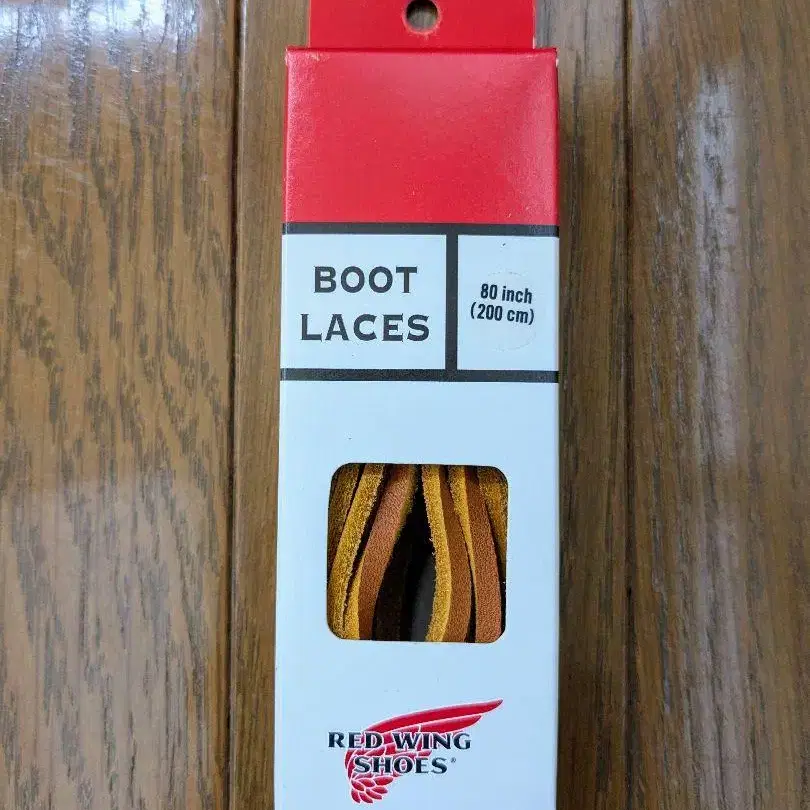 BOOT
LACES
80 inch
(200 cm)
RED WING
SHOES®